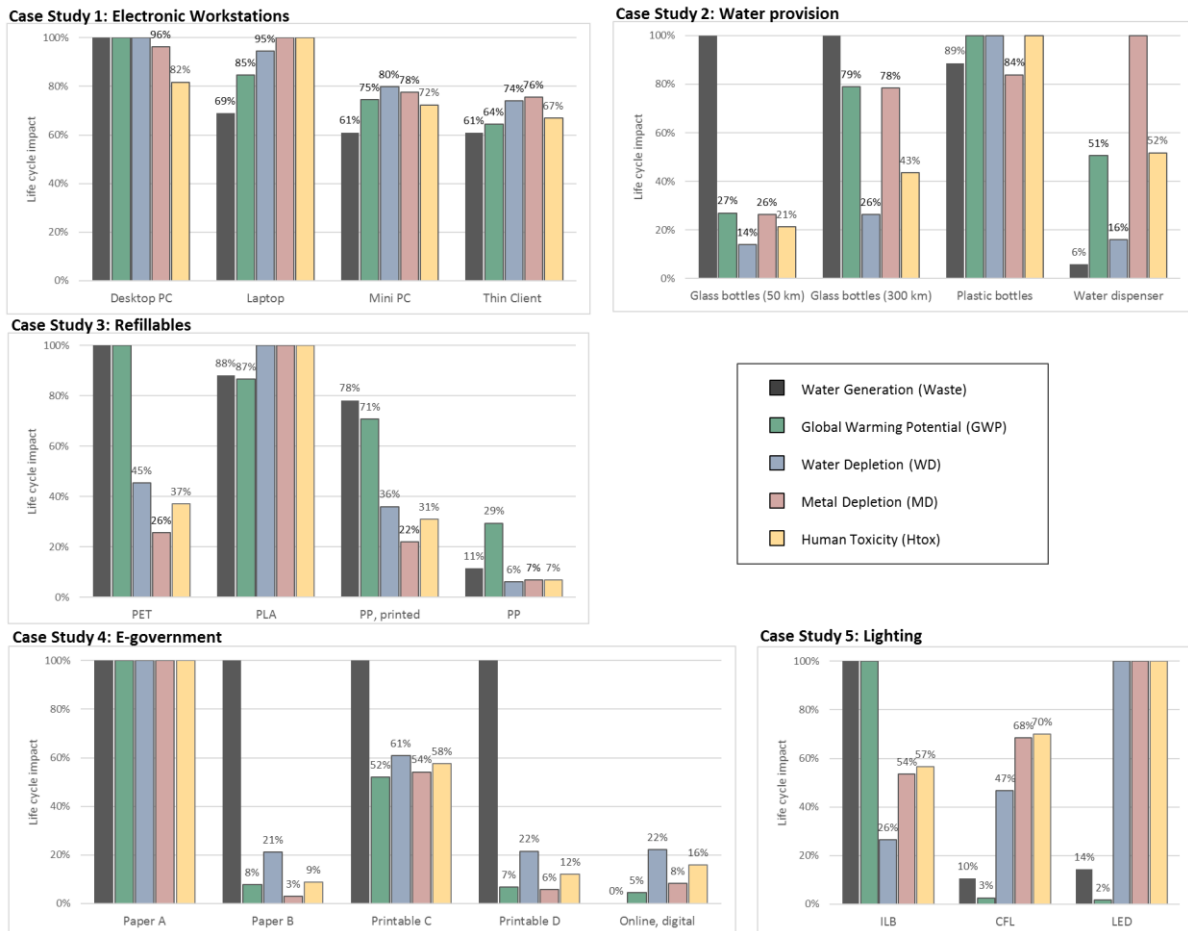 Case Study 1: Electronic Workstations
Life cycle impact
100%
80%
60%
40%
20%
0%
96%
82%
69%
85%
95%
61%
75%
80%
78%
72%
61%
64%
74%
76%
67%
Desktop PC
Laptop
Mini PC
Thin Client
Case Study 2: Water provision
Life cycle impact
100%
80%
60%
40%
20%
0%
27%
14%
26%
21%
79%
26%
78%
43%
89%
84%
6%
51%
16%
52%
Glass bottles (50 km)
Glass bottles (300 km)
Plastic bottles
Water dispenser
Case Study 3: Refillables
Life cycle impact
100%
80%
60%
40%
20%
0%
45%
26%
37%
88%
87%
78%
71%
36%
22%
31%
11%
29%
6%
7%
7%
PET
PLA
PP, printed
PP
Water Generation (Waste)
Global Warming Potential (GWP)
Water Depletion (WD)
Metal Depletion (MD)
Human Toxicity (Htox)
Case Study 4: E-government
Life cycle impact
100%
80%
60%
40%
20%
0%
8%
21%
3%
9%
52%
61%
54%
58%
7%
22%
6%
12%
0%
5%
22%
8%
16%
Paper A
Paper B
Printable C
Printable D
Online, digital
Case Study 5: Lighting
Life cycle impact
100%
80%
60%
40%
20%
0%
26%
54%
57%
10%
3%
47%
68%
70%
14%
2%
ILB
CFL
LED